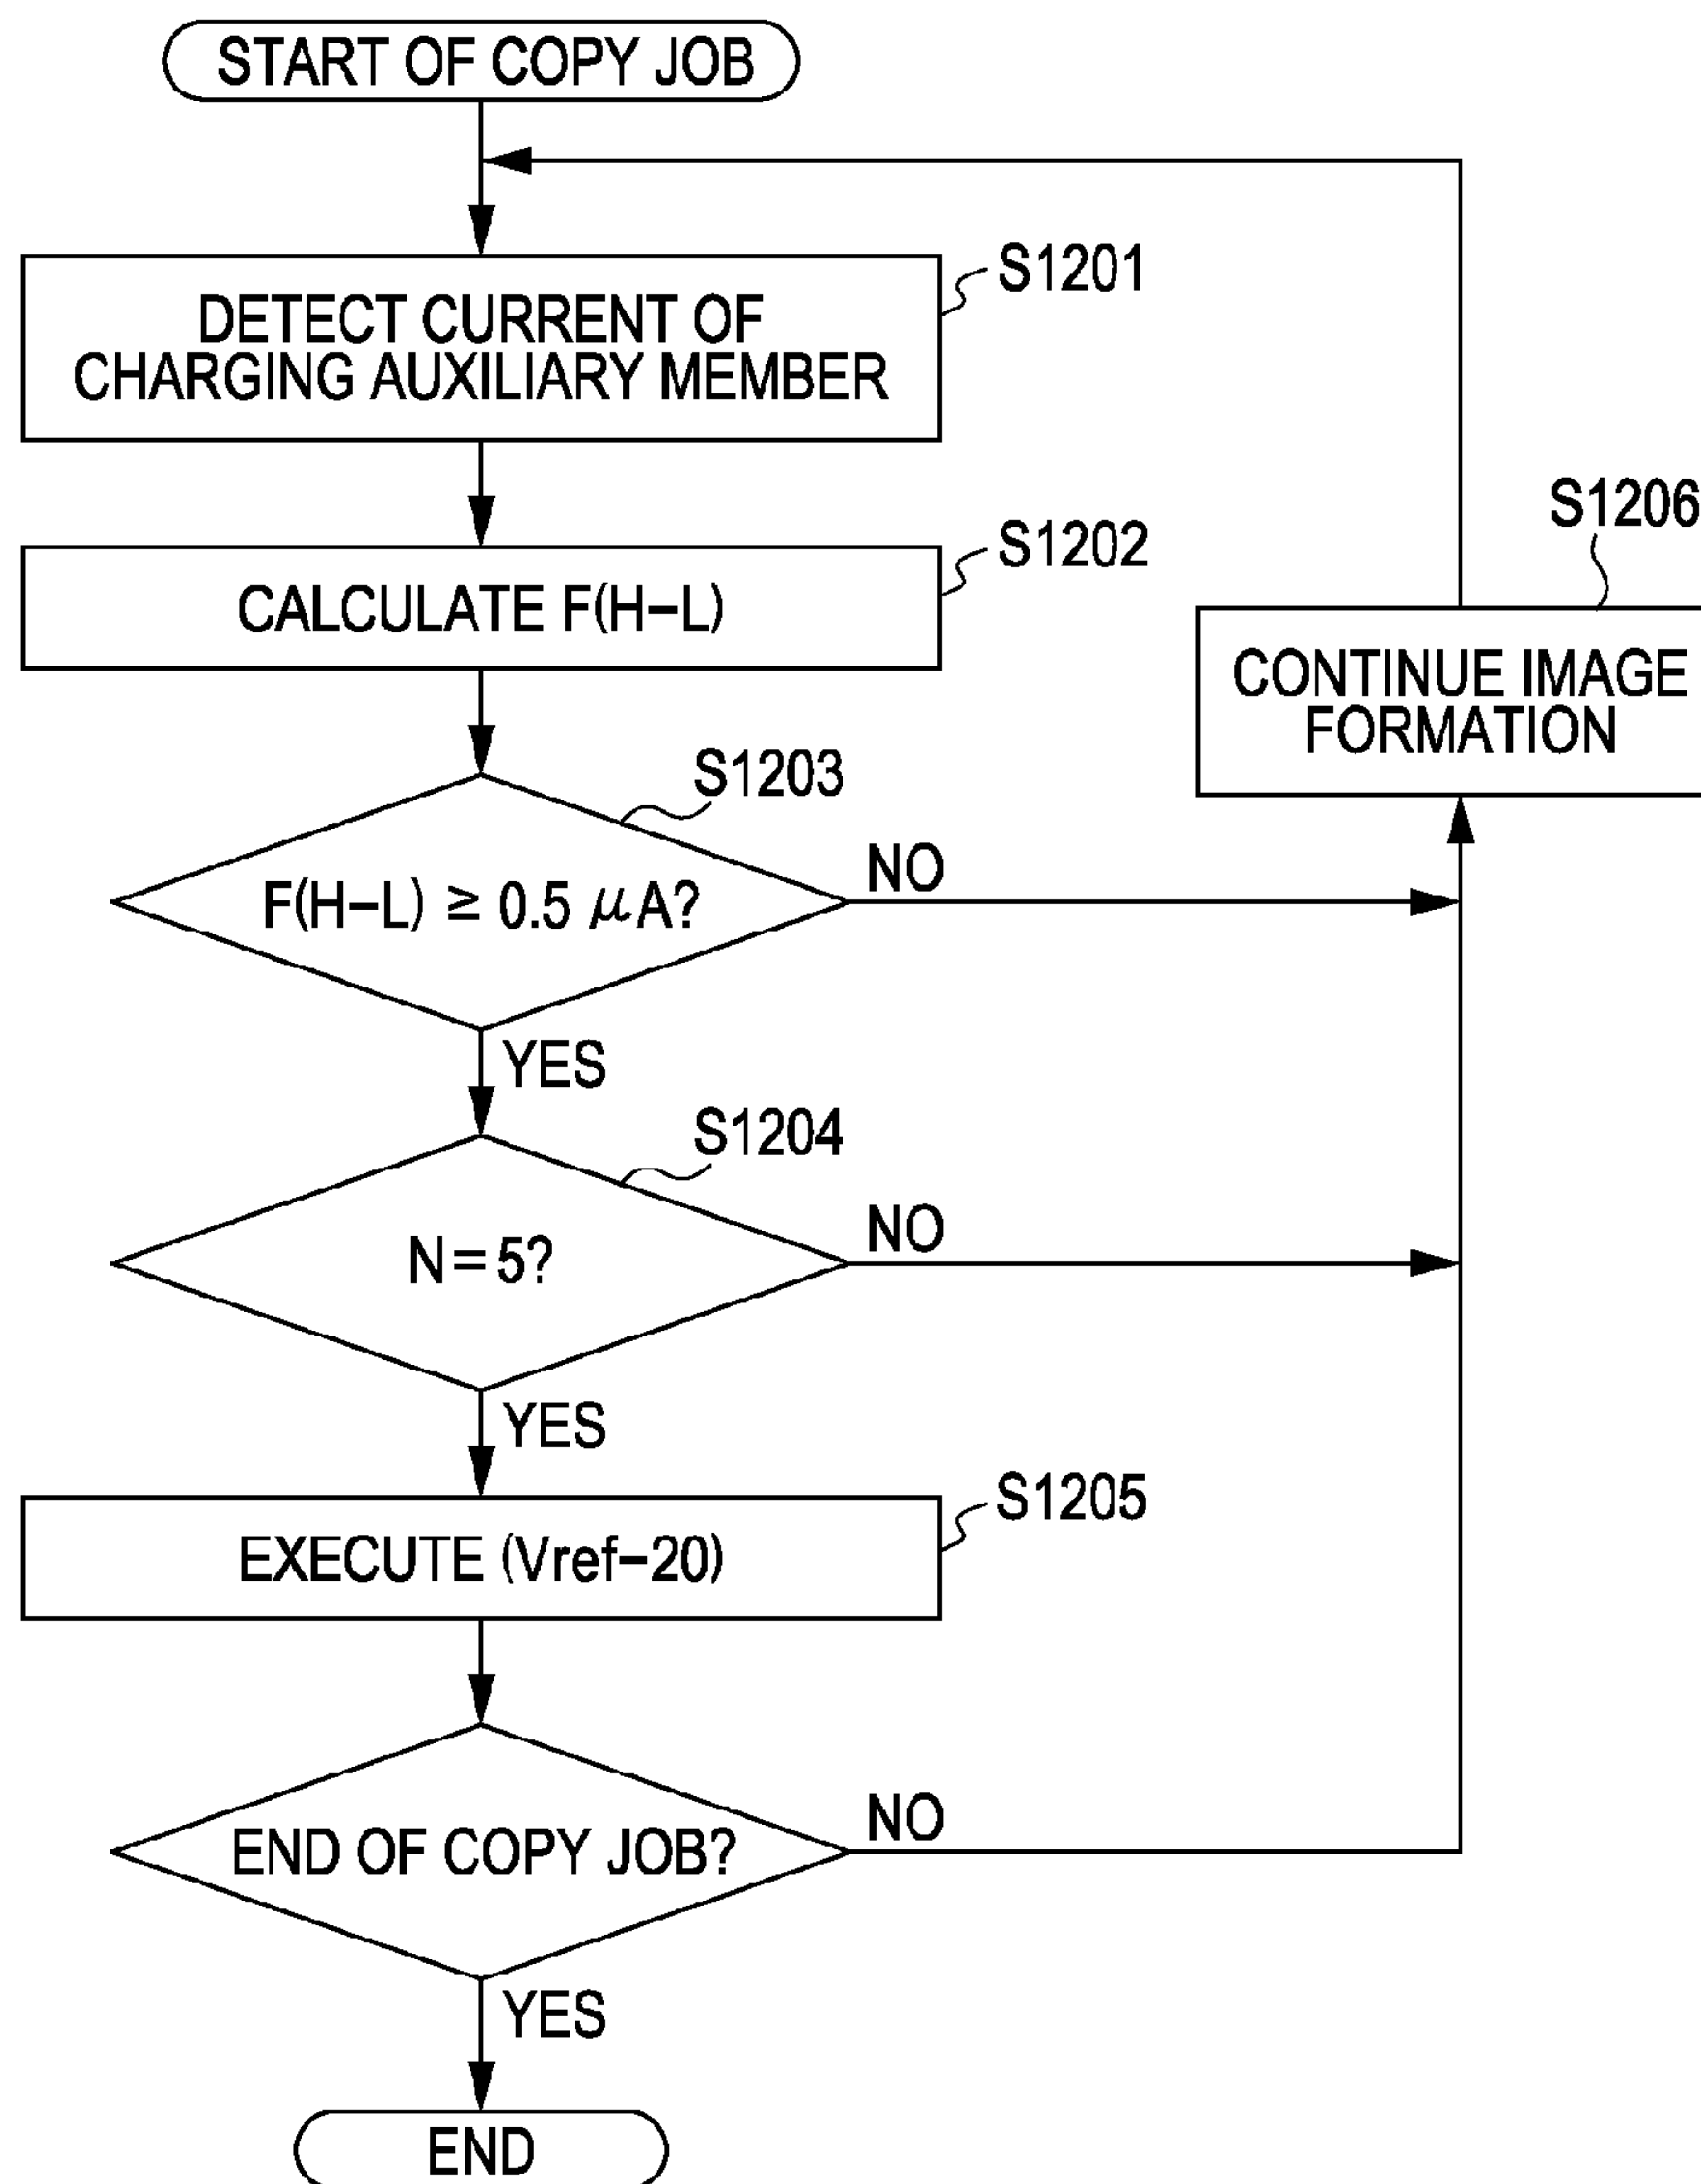 START OF COPY JOB
S1201
DETECT CURRENT OF
CHARGING AUXILIARY MEMBER
S1202
CALCULATE F(H−L)
S1206
CONTINUE IMAGE
FORMATION
S1203
F(H−L) ≥ 0.5 μA?
NO
YES
S1204
N=5?
NO
YES
S1205
EXECUTE (Vref−20)
END OF COPY JOB?
NO
YES
END